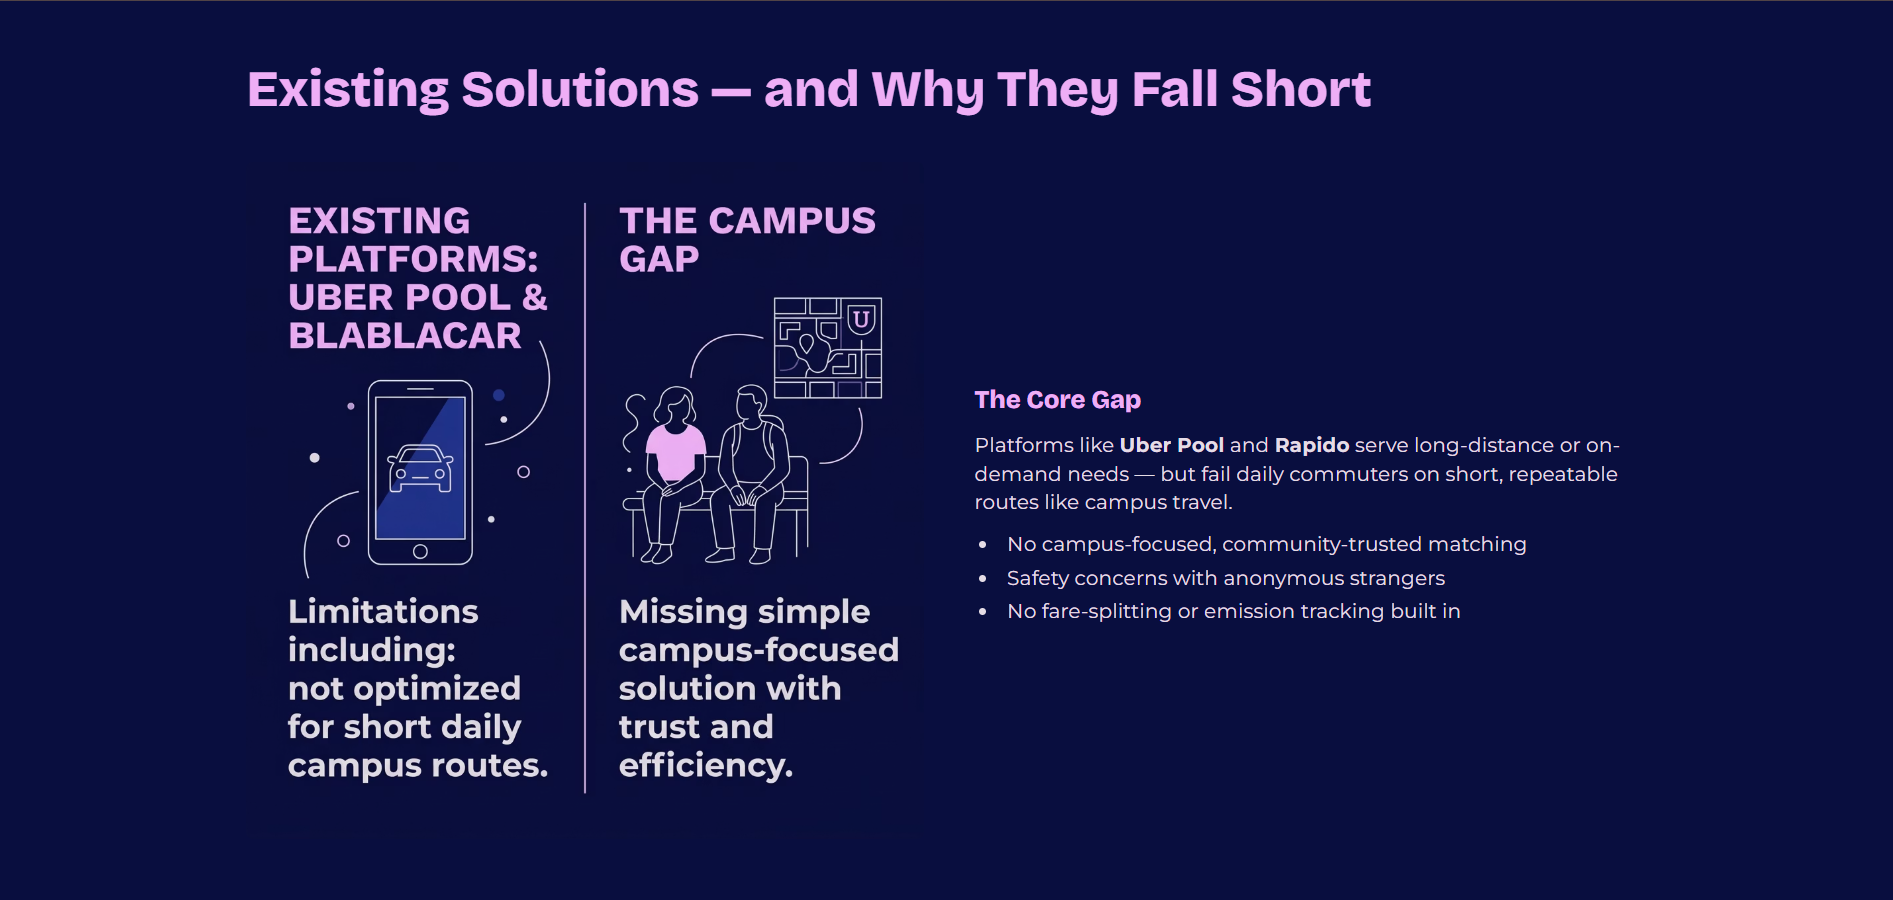 Existing Solutions — and Why They Fall Short
EXISTING
PLATFORMS:
UBER POOL &
BLABLACAR
Limitations
including:
not optimized
for short daily
campus routes.
THE CAMPUS
GAP
U
Missing simple
campus-focused
solution with
trust and
efficiency.
The Core Gap
Platforms like Uber Pool and Rapido serve long-distance or on-
demand needs — but fail daily commuters on short, repeatable
routes like campus travel.
• No campus-focused, community-trusted matching
• Safety concerns with anonymous strangers
• No fare-splitting or emission tracking built in